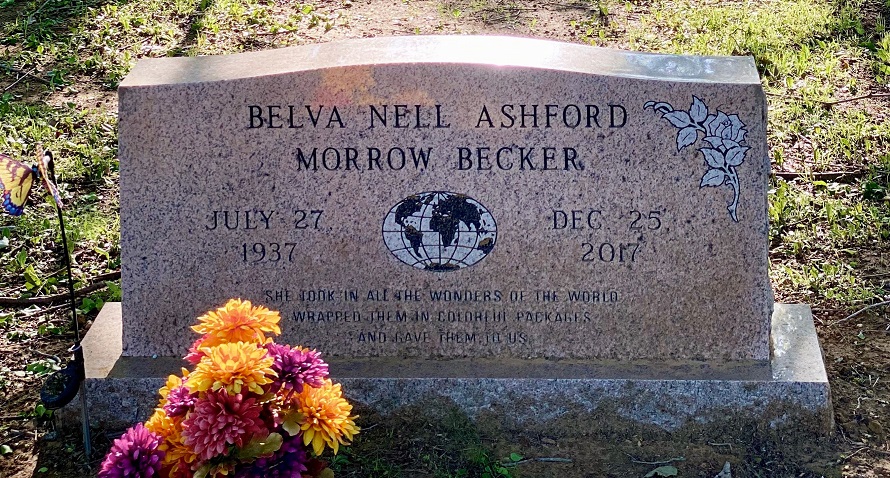 BELVA NELL ASHFORD
MORROW BECKER
JULY 27
1937
DEC 25
2017
SHE TOOK IN ALL THE WONDERS OF THE WORLD
WRAPPED THEM IN COLORFUL PACKAGES
AND GAVE THEM TO US